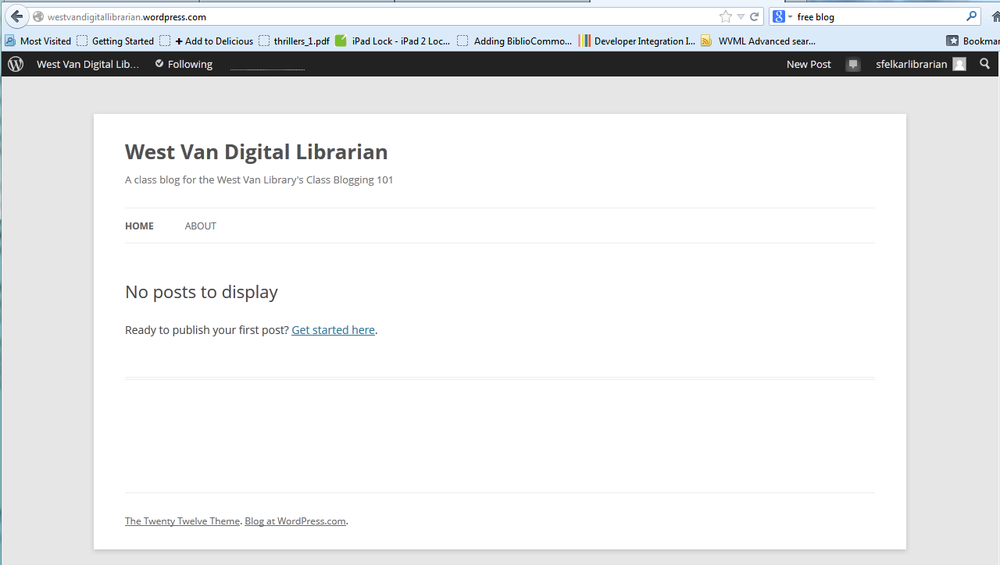 westvandigitallibrarian.wordpress.com
free blog
Most Visited Getting Started + Add to Delicious thrillers_1.pdf iPad Lock - iPad 2 Loc... Adding BiblioCommo... Developer Integration I... WVML Advanced sear... Bookmar
West Van Digital Lib... Following New Post sfelkarlibrarian
West Van Digital Librarian
A class blog for the West Van Library's Class Blogging 101
HOME ABOUT
No posts to display
Ready to publish your first post? Get started here.
The Twenty Twelve Theme. Blog at WordPress.com.